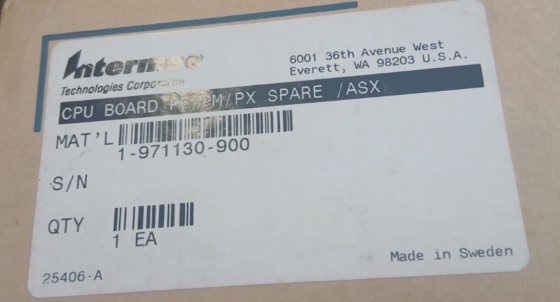 Intermec
Technologies Corporation
6001 36th Avenue West
Everett, WA 98203 U.S.A.
CPU BOARD PF/PM/PX SPARE /ASX
MAT'L
1-971130-900
S/N
QTY
1 EA
25406-A
Made in Sweden